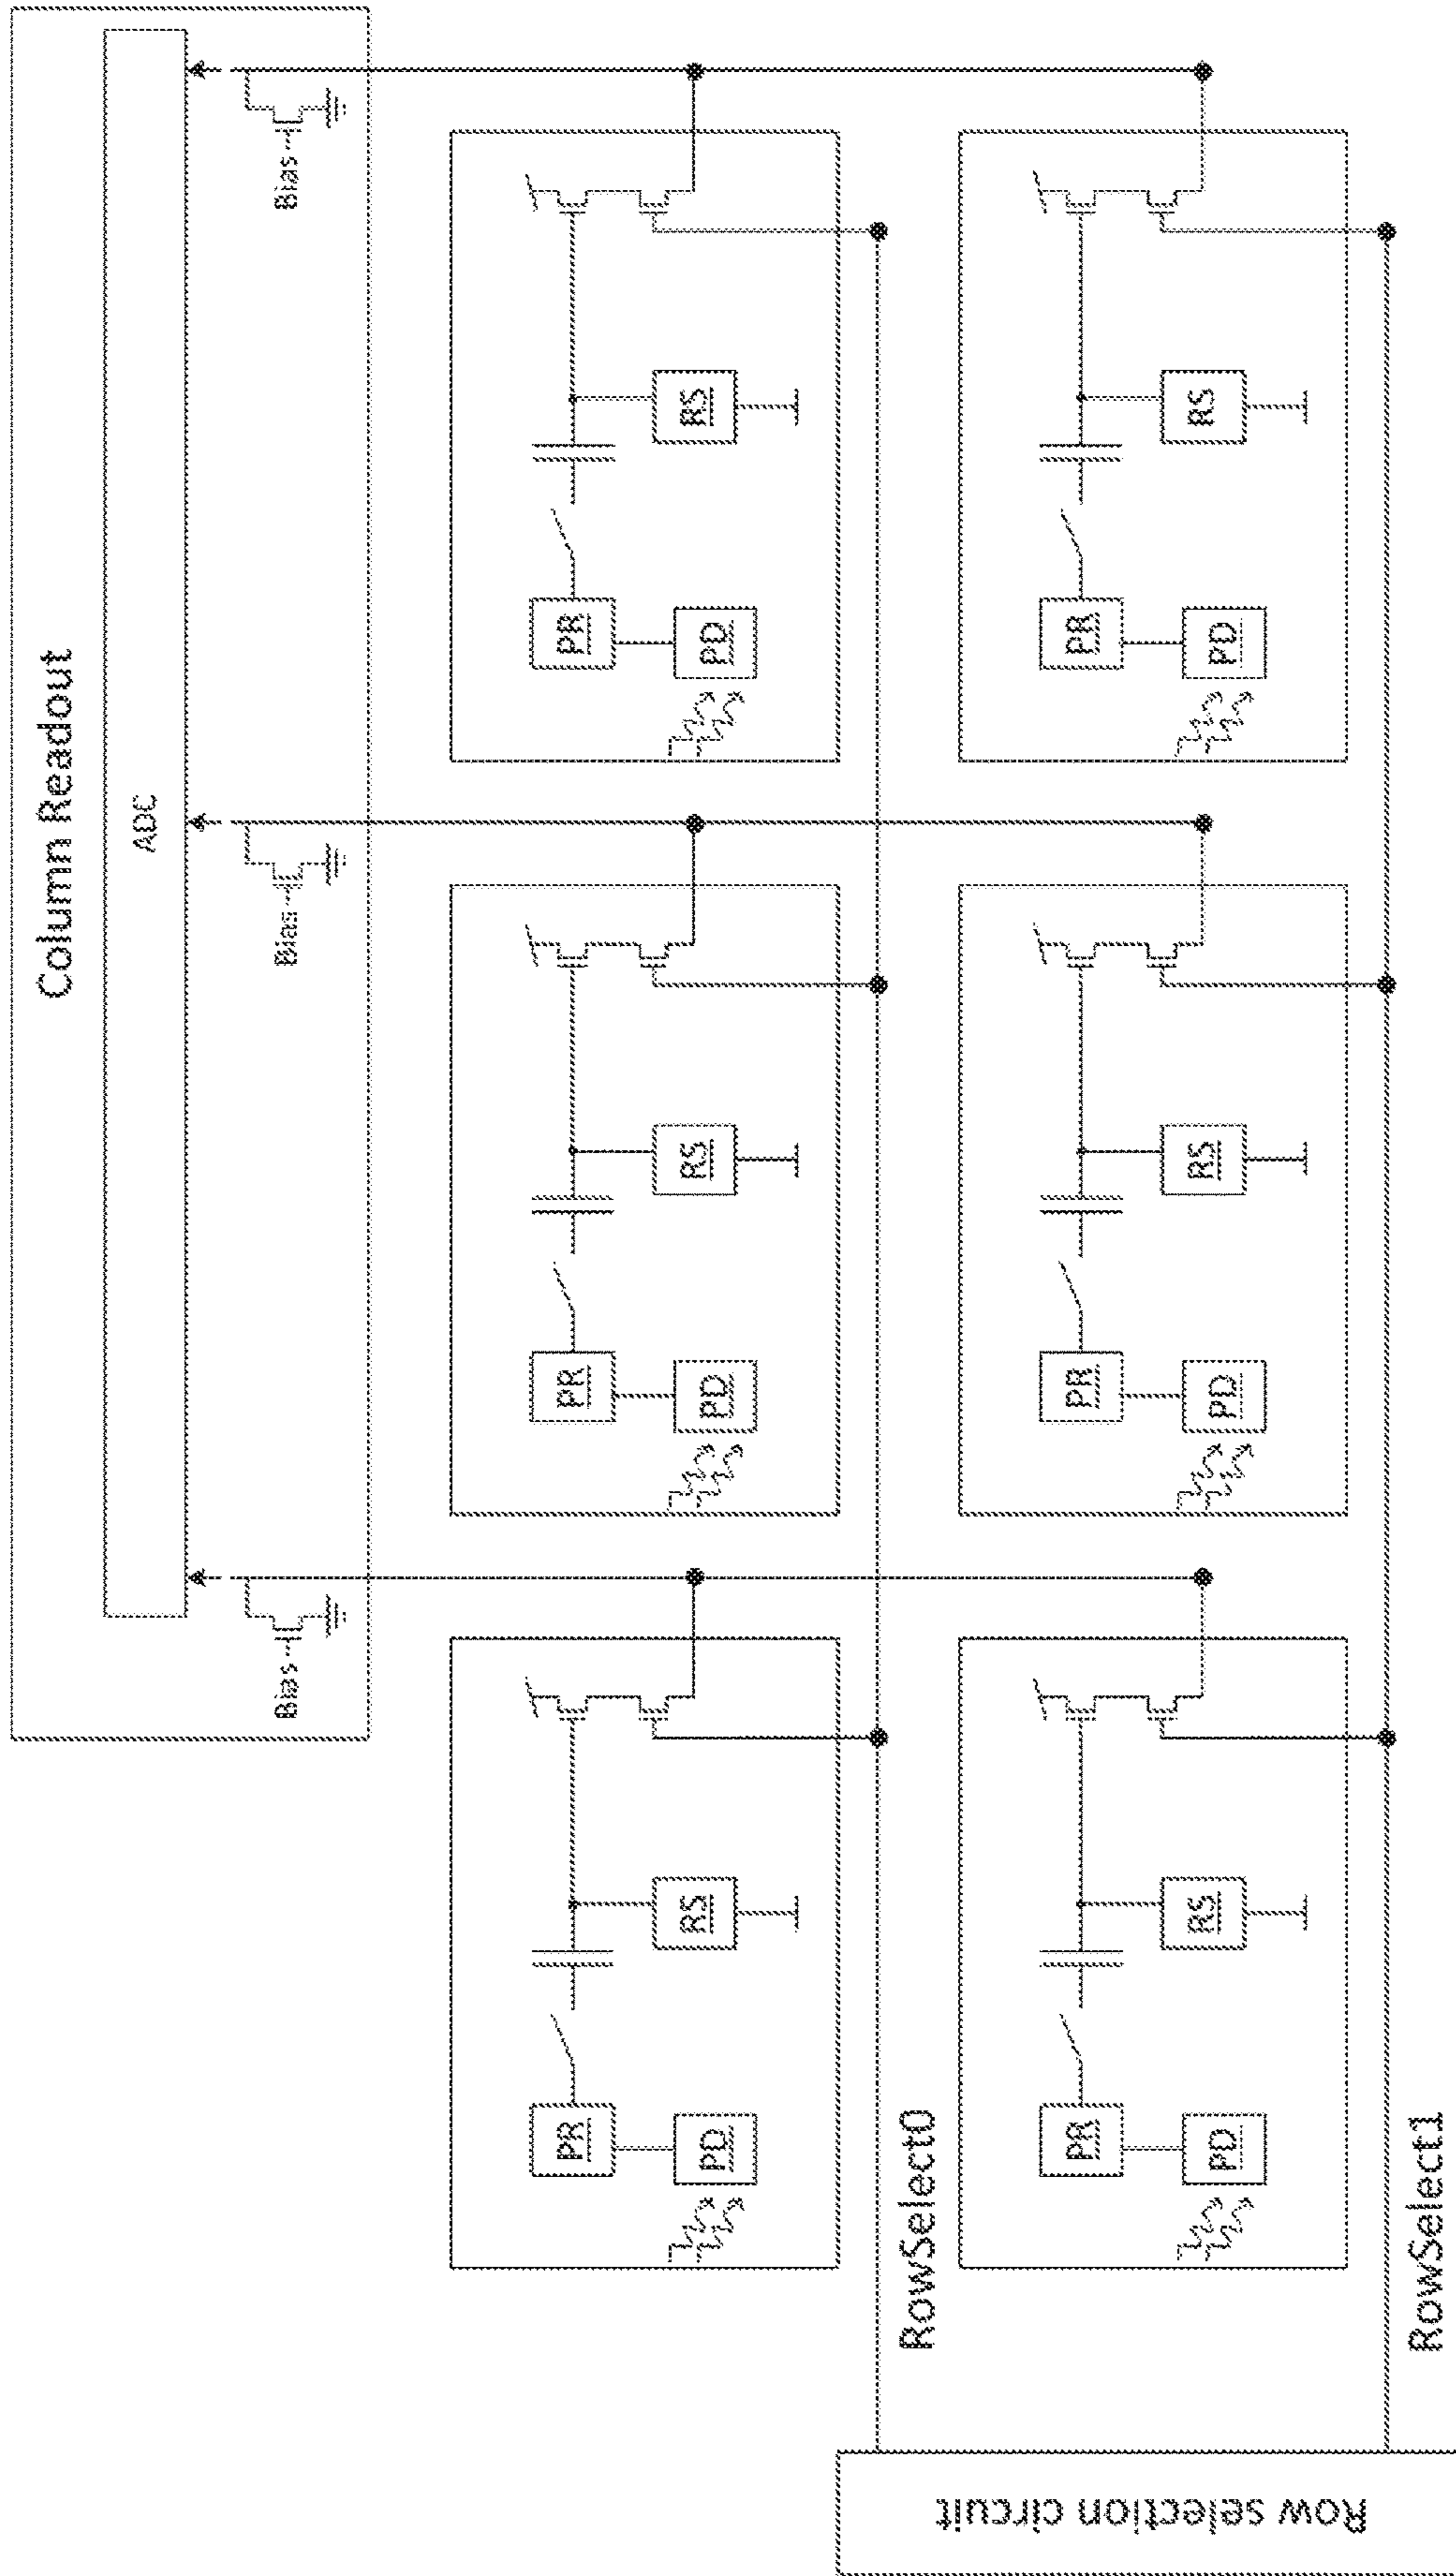 Column Readout
ADC
Bias
Bias
Bias
PR
RS
PD
PR
RS
PD
PR
RS
PD
RowSelect0
PR
RS
PD
PR
RS
PD
PR
RS
PD
RowSelect1
Row selection circuit